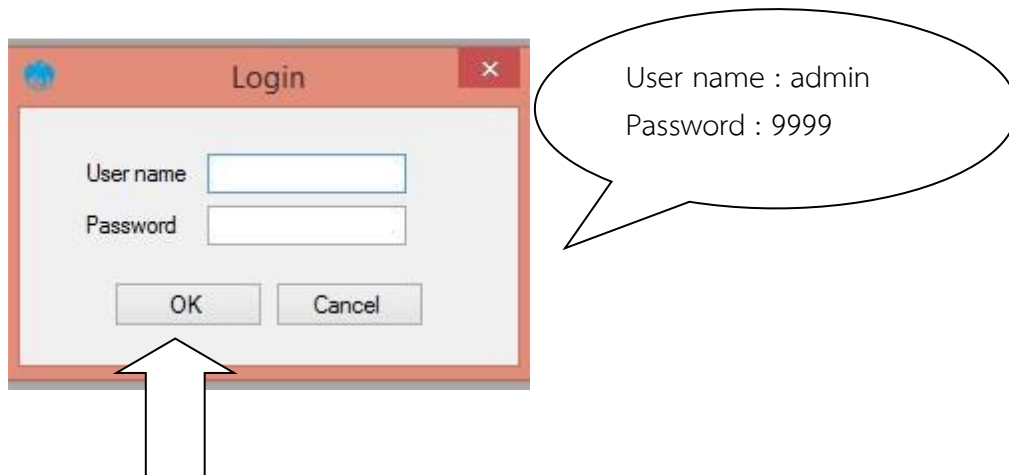 Login
User name
Password
OK Cancel
User name : admin
Password : 9999